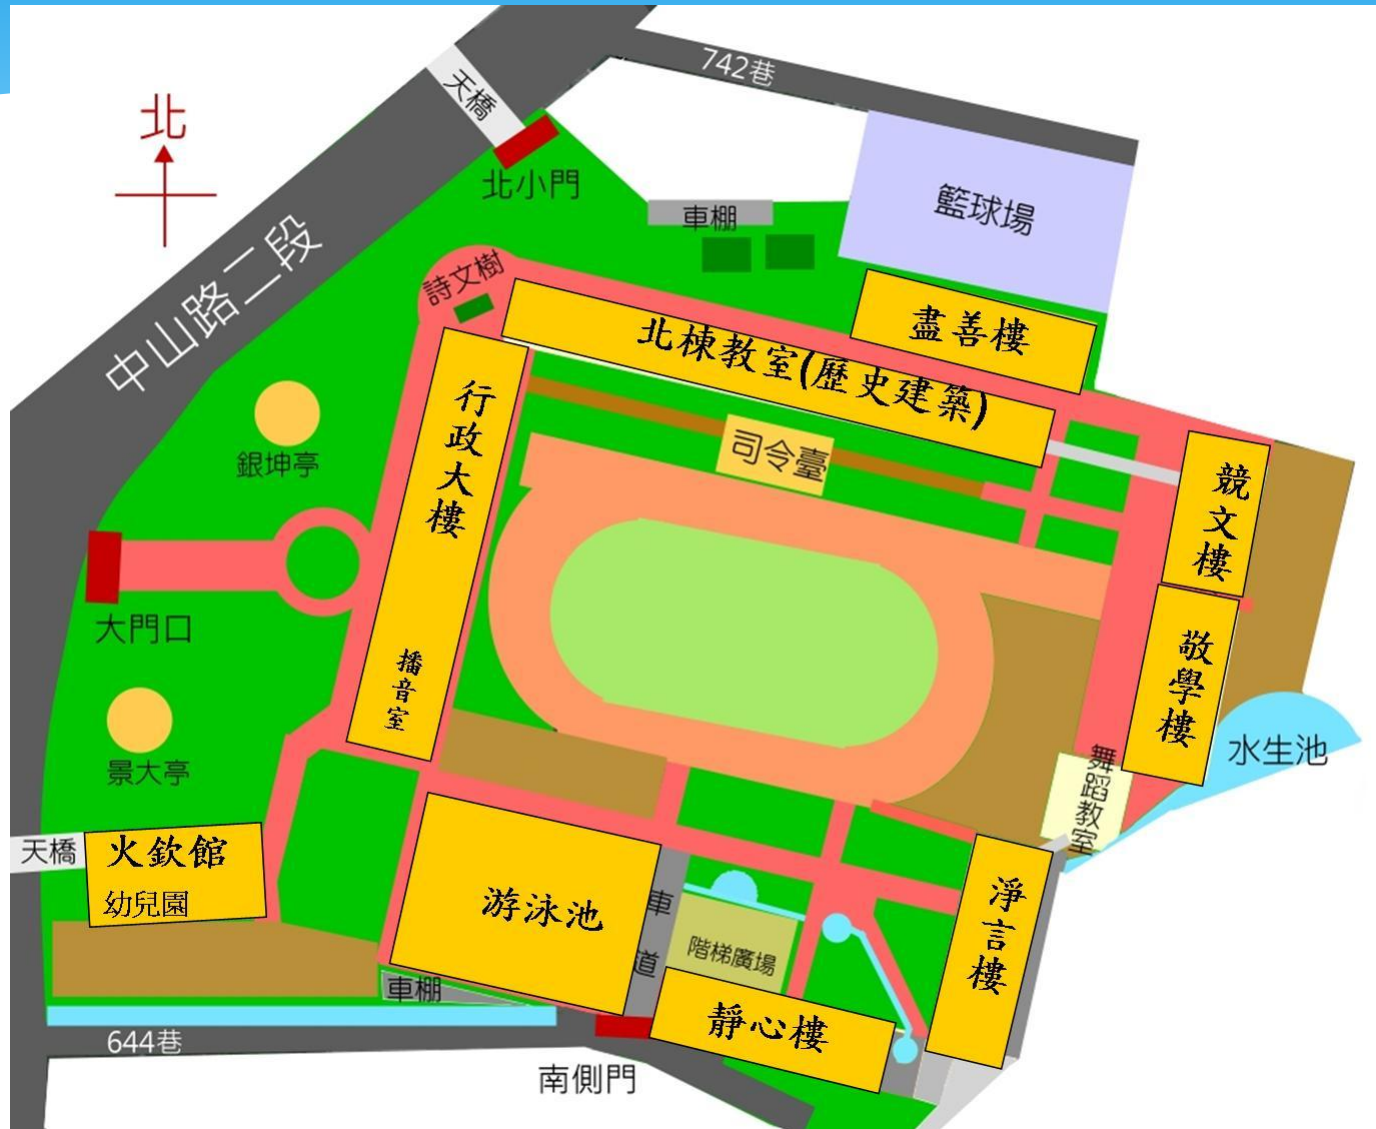 742巷
天橋
北
北小門
車棚
籃球場
中山路二段
詩文樹
盡善樓
北棟教室(歷史建築)
行政大樓
司令臺
銀坤亭
競文樓
大門口
敬學樓
播音室
水生池
舞蹈教室
景大亭
天橋
火欽館
幼兒園
游泳池
車道
階梯廣場
淨言樓
車棚
靜心樓
644巷
南側門